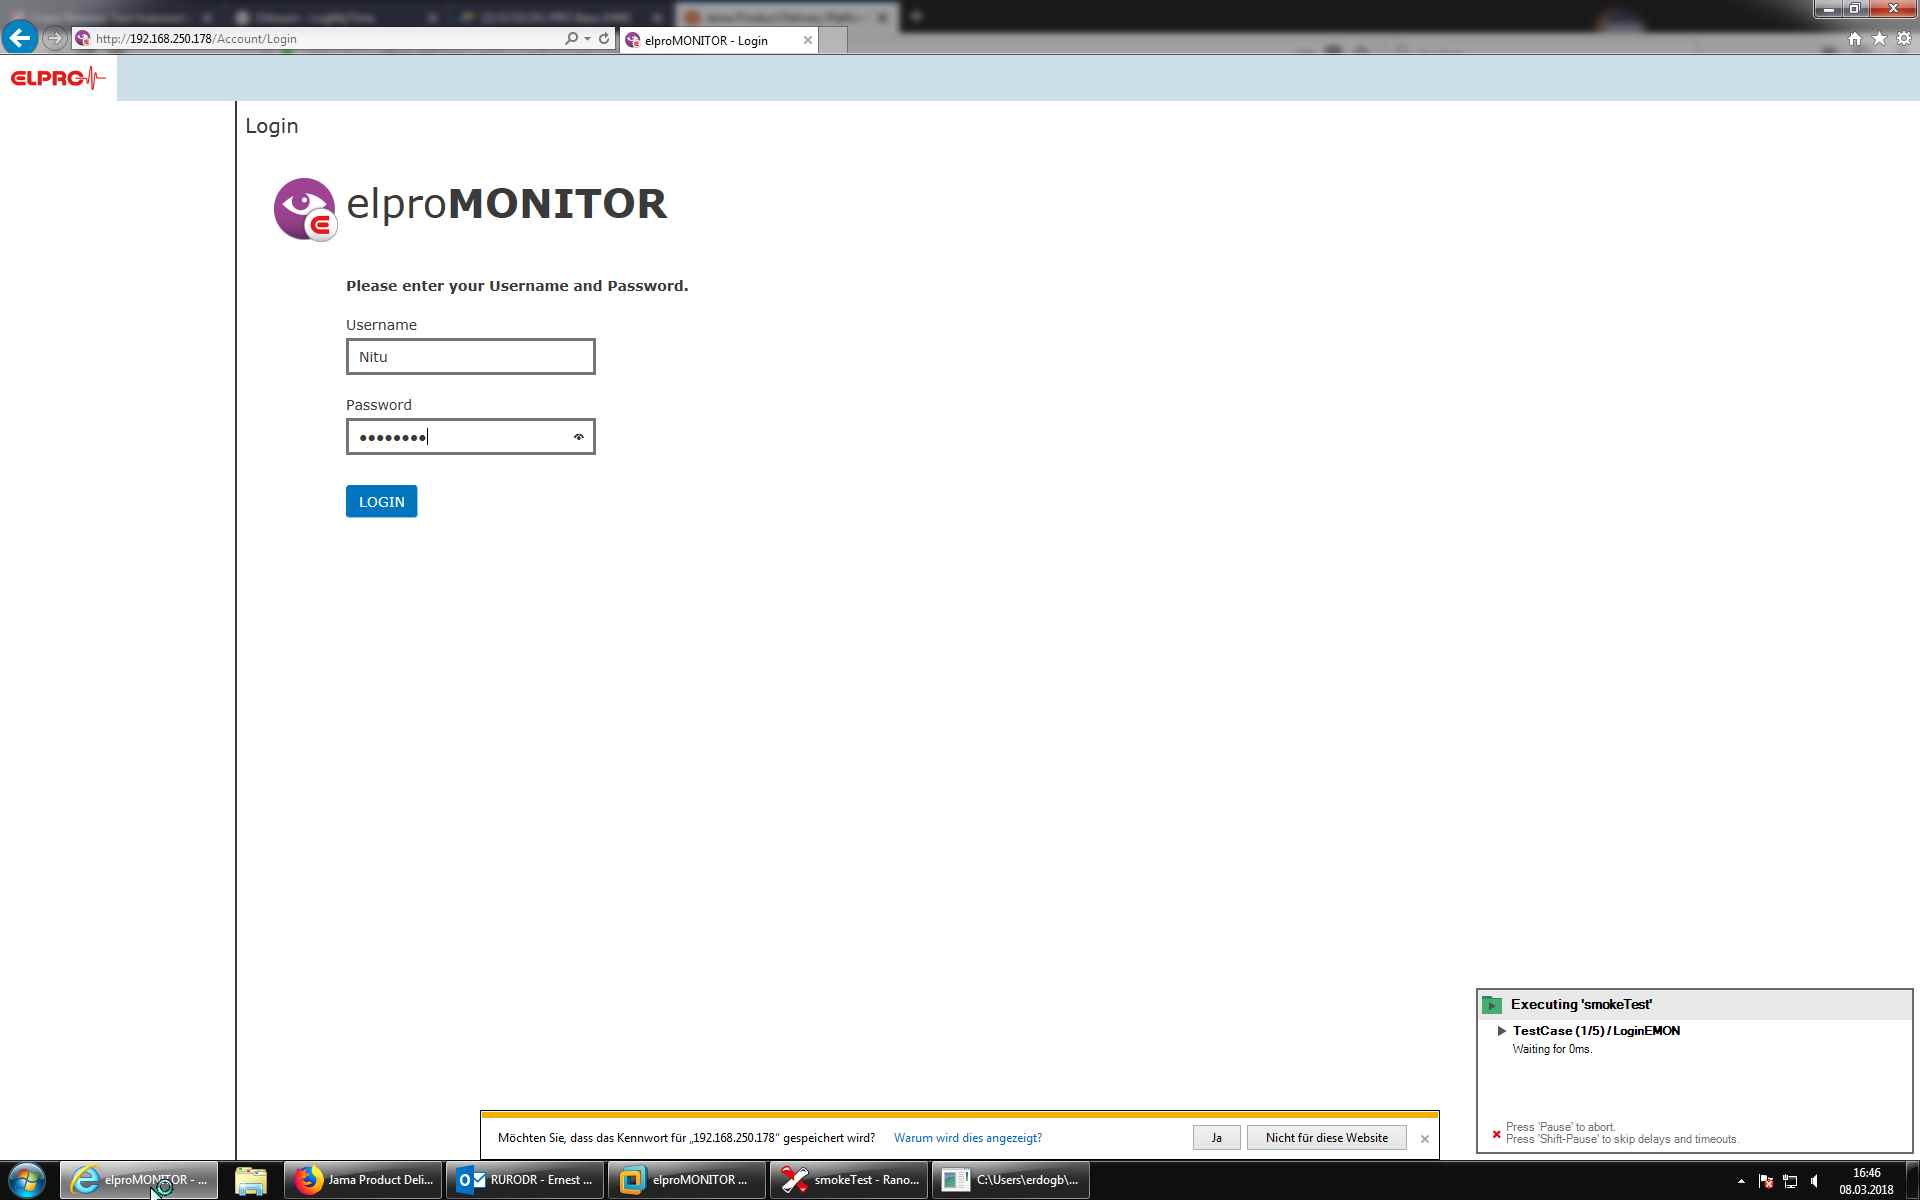 http://192.168.250.178/Account/Login
elproMONITOR - Login
ELPRO
Login
elproMONITOR
Please enter your Username and Password.
Username
Nitu
Password
LOGIN
Executing 'smokeTest'
TestCase (1/5) / LoginEMON
Waiting for 0ms.
Press 'Pause' to abort.
Press 'Shift-Pause' to skip delays and timeouts.
Möchten Sie, dass das Kennwort für „192.168.250.178“ gespeichert wird? Warum wird dies angezeigt? Ja Nicht für diese Website
elproMONITOR - ...
Jama Product Deli...
RURODR - Ernest ...
elproMONITOR ...
smokeTest - Rano...
C:\Users\erdogb\...
16:46
08.03.2018